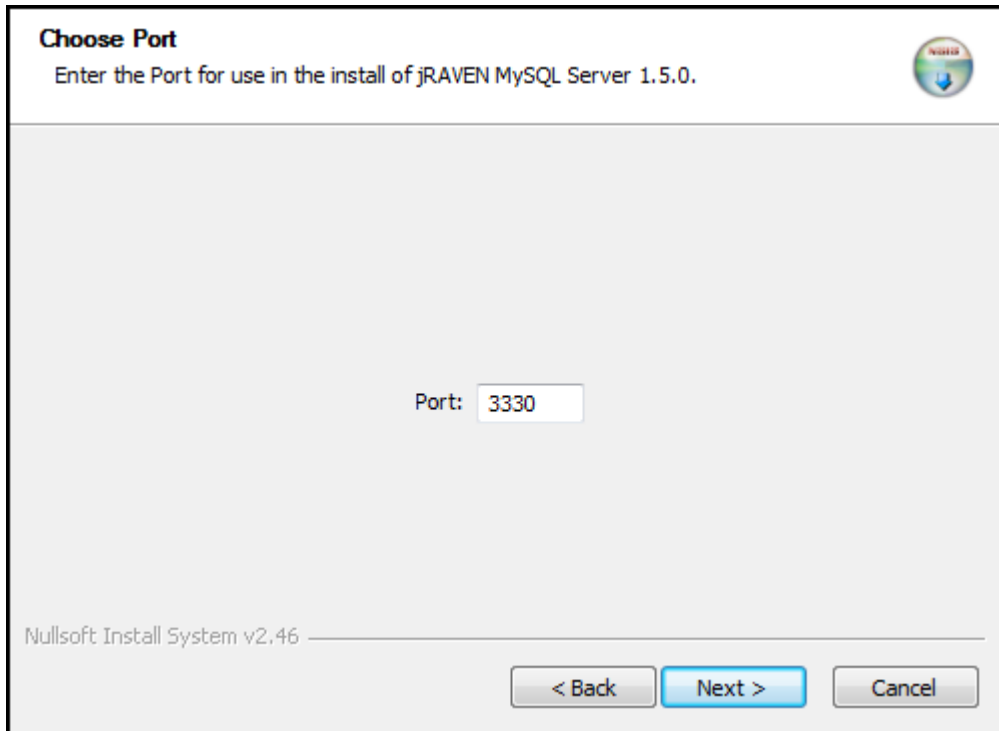 Choose Port
Enter the Port for use in the install of jRAVEN MySQL Server 1.5.0.
Port: 3330
Nullsoft Install System v2.46
< Back Next > Cancel